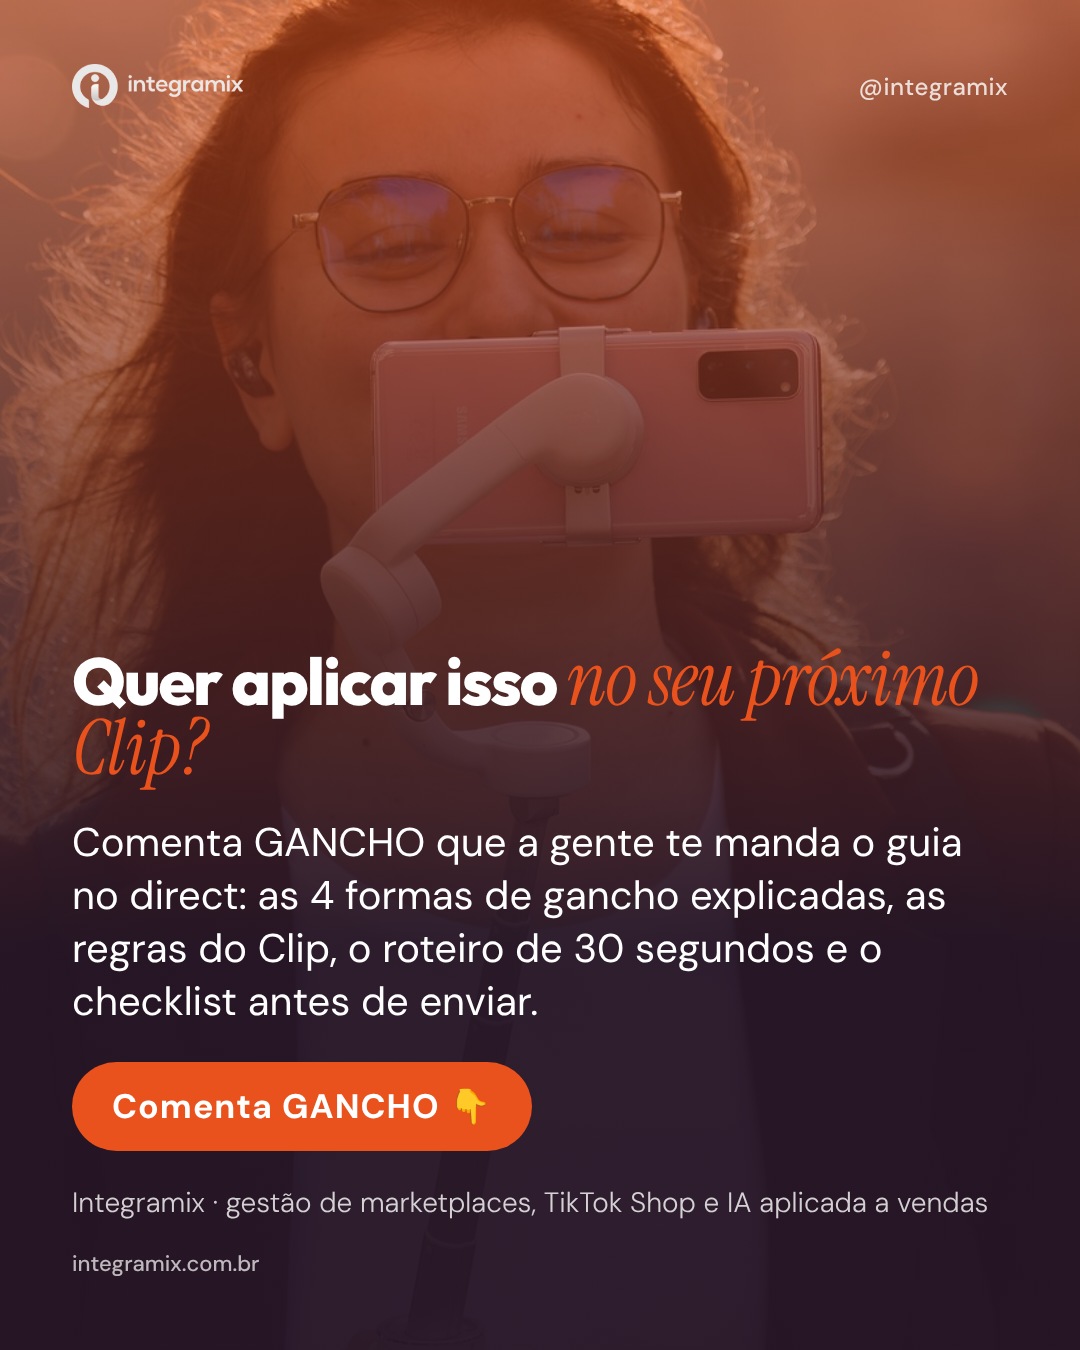 integramix
@integramix
Quer aplicar isso no seu próximo
Clip?
Comenta GANCHO que a gente te manda o guia
no direct: as 4 formas de gancho explicadas, as
regras do Clip, o roteiro de 30 segundos e o
checklist antes de enviar.
Comenta GANCHO 👇
Integramix · gestão de marketplaces, TikTok Shop e IA aplicada a vendas
integramix.com.br